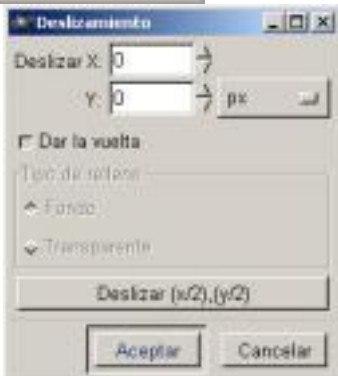 Deslizamiento
Deslizar X: 0
Y: 0 px
Dar la vuelta
Tipo de relleno
Fondo
Transparente
Deslizar (x/2),(y/2)
Aceptar Cancelar